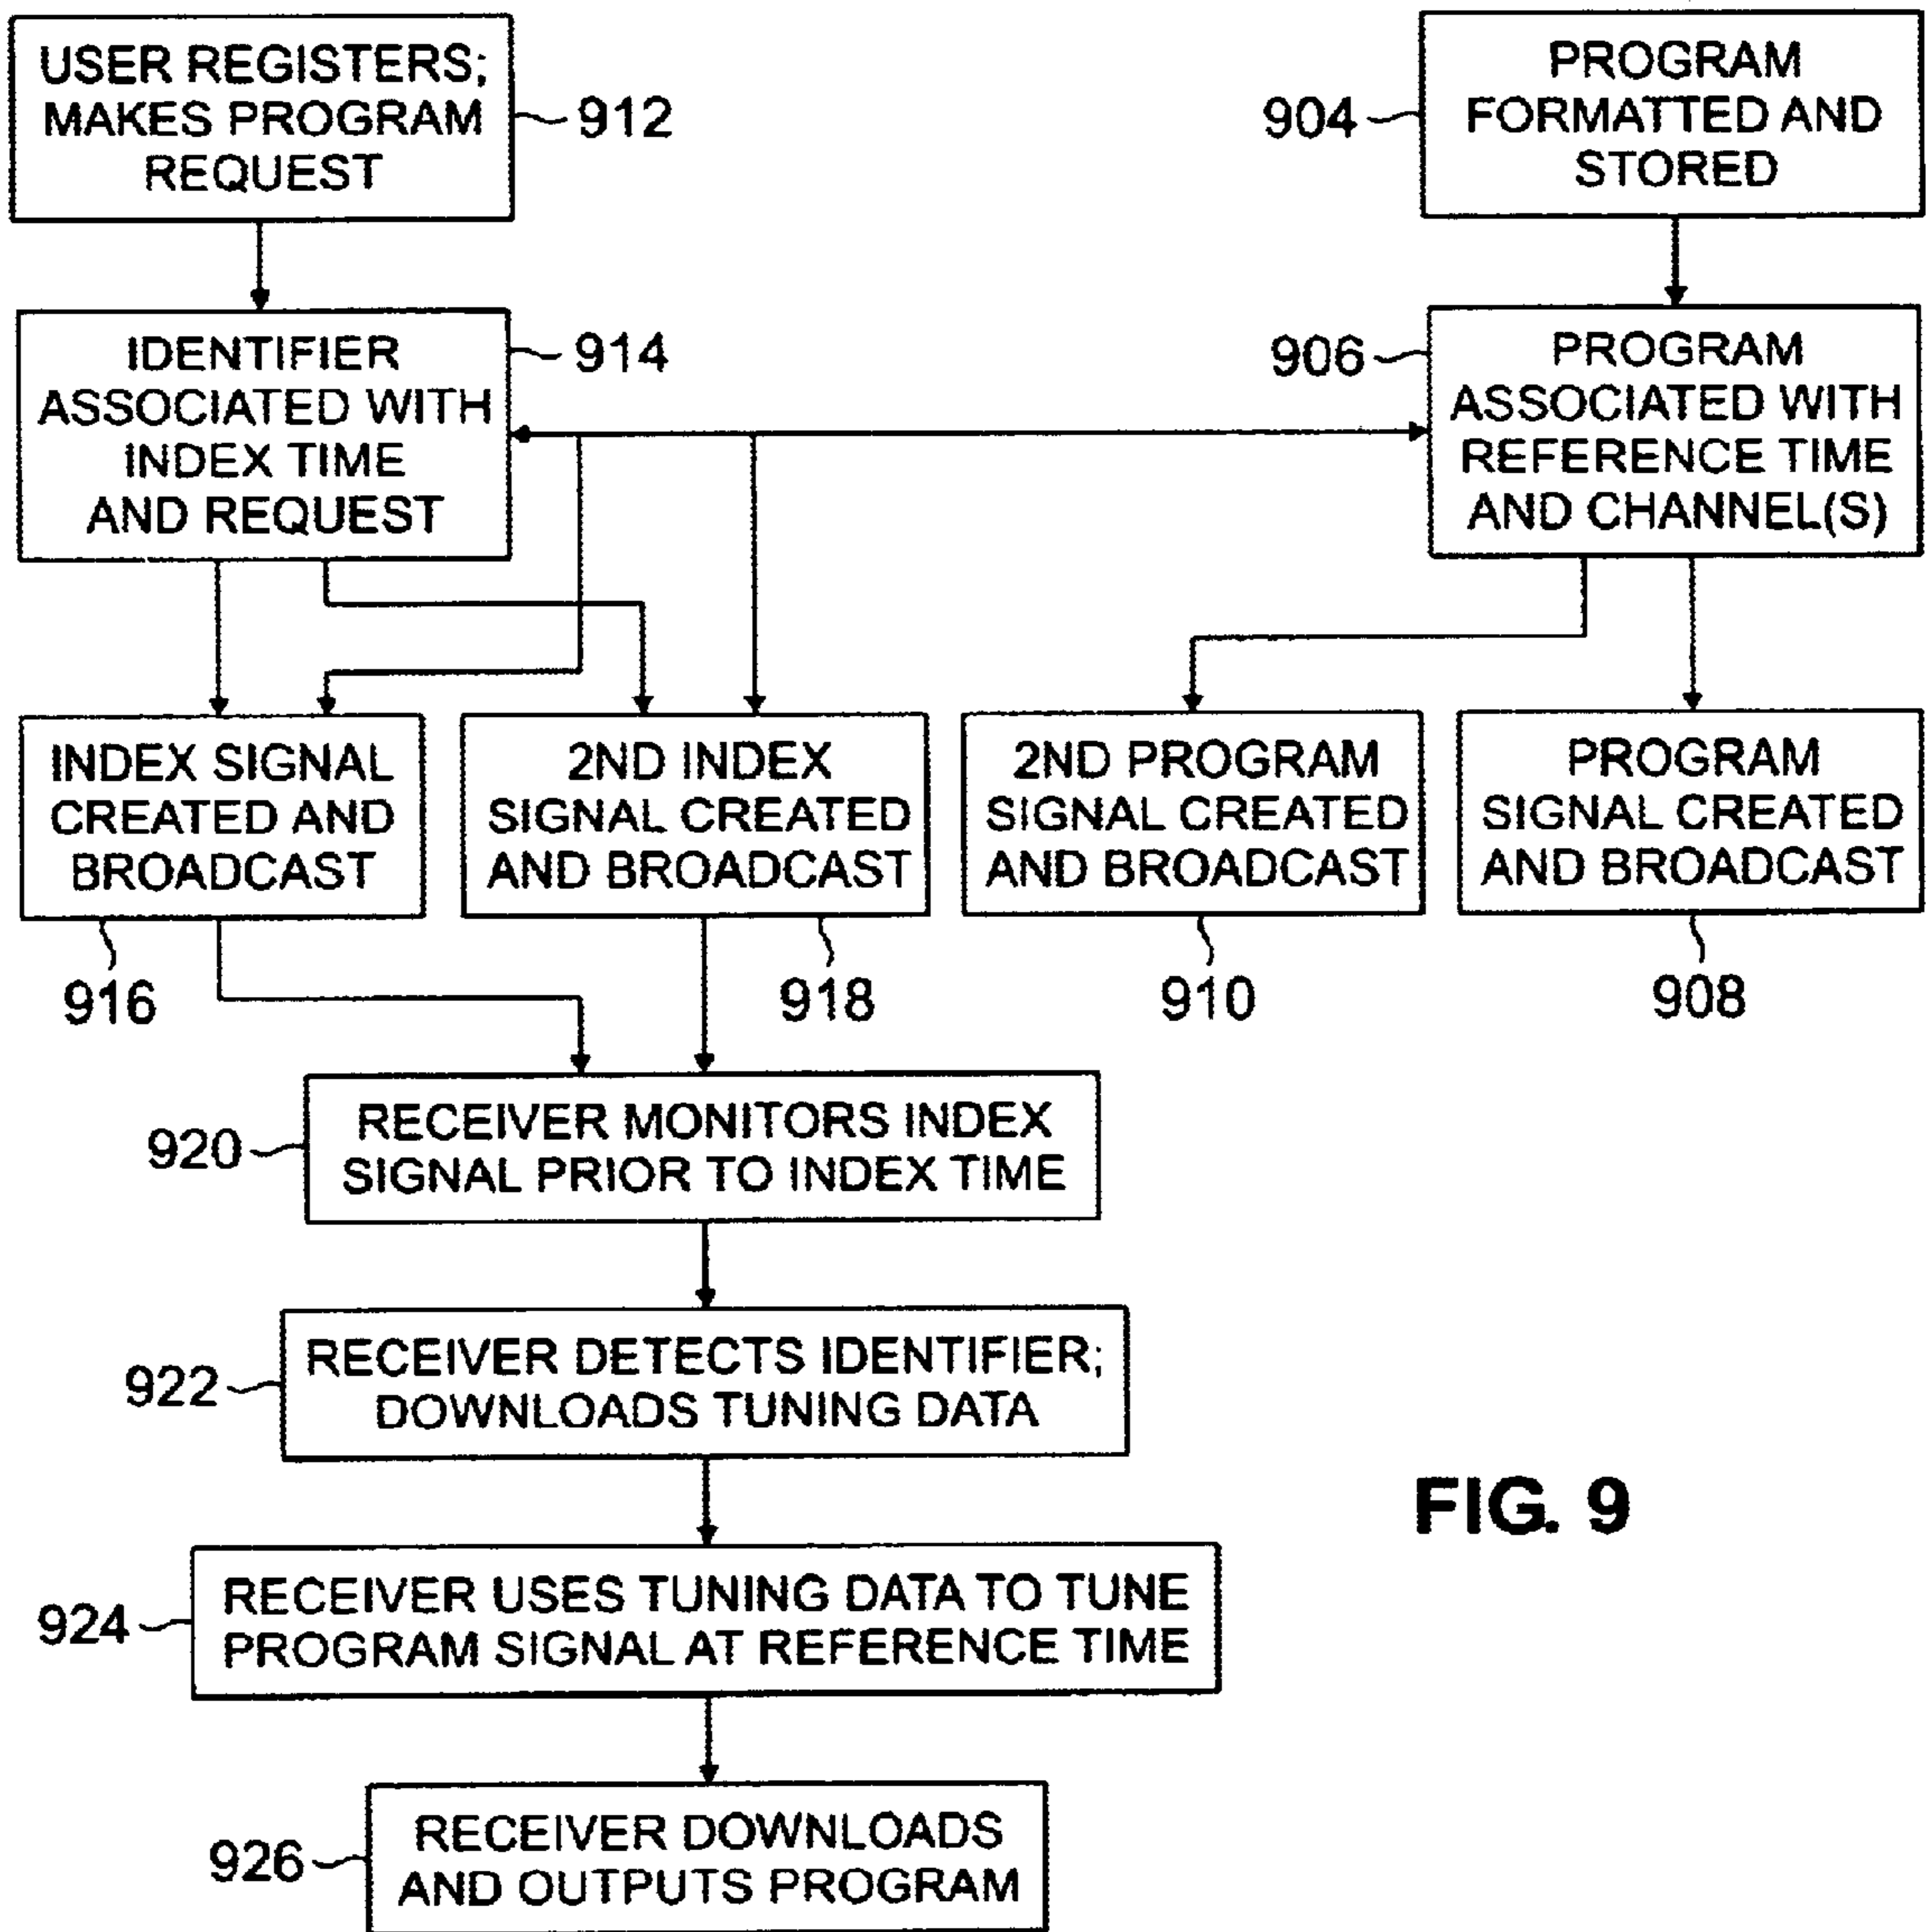 USER REGISTERS;
MAKES PROGRAM
REQUEST
912
904
PROGRAM
FORMATTED AND
STORED
IDENTIFIER
ASSOCIATED WITH
INDEX TIME
AND REQUEST
914
906
PROGRAM
ASSOCIATED WITH
REFERENCE TIME
AND CHANNEL(S)
INDEX SIGNAL
CREATED AND
BROADCAST
916
2ND INDEX
SIGNAL CREATED
AND BROADCAST
918
2ND PROGRAM
SIGNAL CREATED
AND BROADCAST
910
PROGRAM
SIGNAL CREATED
AND BROADCAST
908
920
RECEIVER MONITORS INDEX
SIGNAL PRIOR TO INDEX TIME
922
RECEIVER DETECTS IDENTIFIER;
DOWNLOADS TUNING DATA
FIG. 9
924
RECEIVER USES TUNING DATA TO TUNE
PROGRAM SIGNAL AT REFERENCE TIME
926
RECEIVER DOWNLOADS
AND OUTPUTS PROGRAM